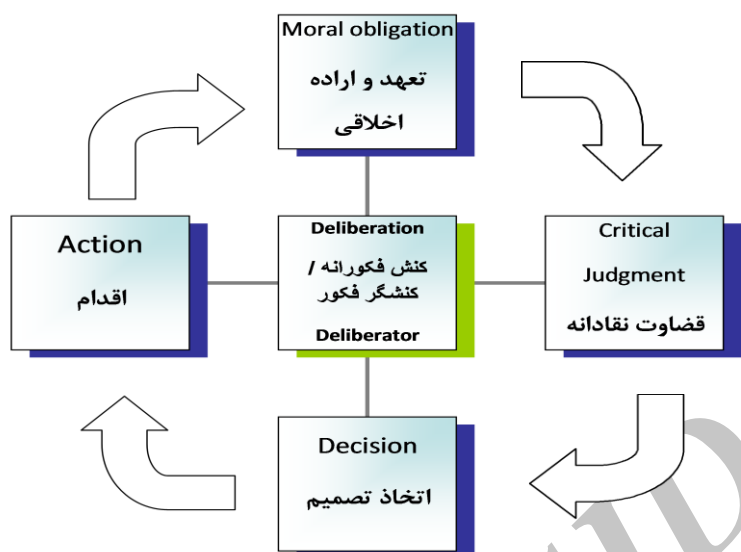 Moral obligation
تعهد و اراده
اخلاقی
Action
اقدام
Deliberation
کنش فکورانه /
کنشگر فکور
Deliberator
Critical
Judgment
قضاوت نقادانه
Decision
اتخاذ تصمیم